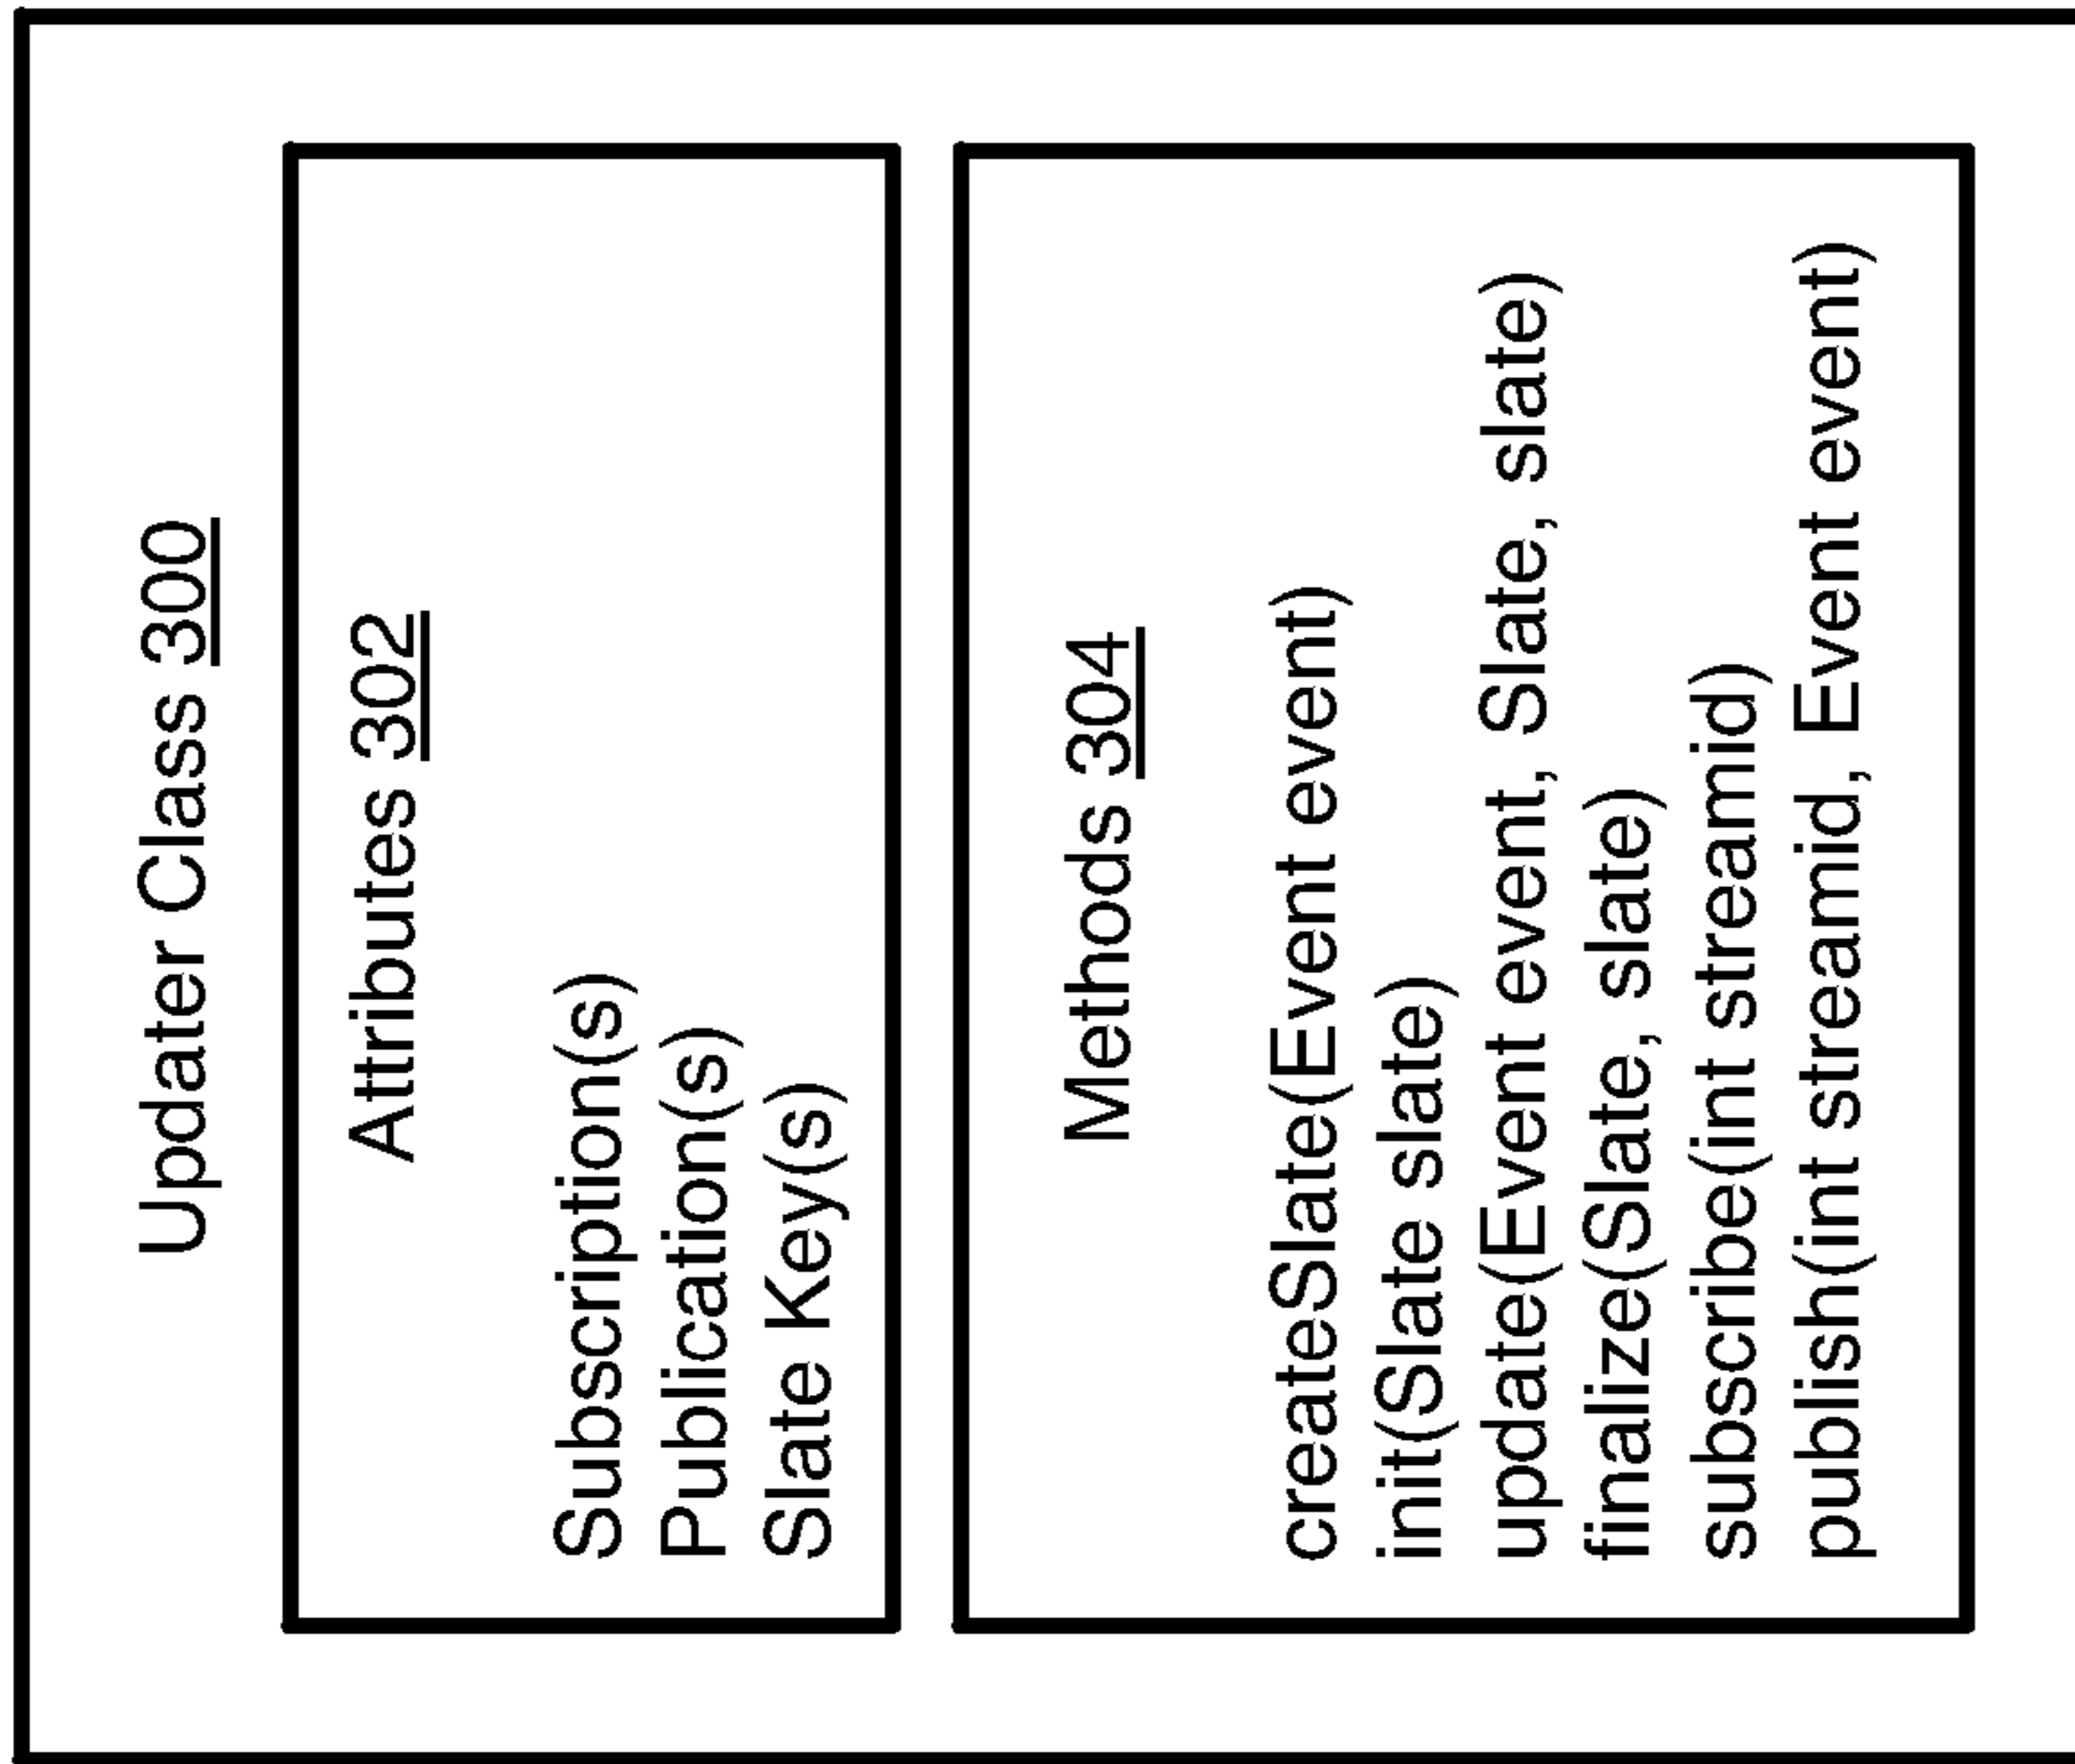 Updater Class 300
Attributes 302
Subscription(s)
Publication(s)
Slate Key(s)
Methods 304
createSlate(Event event)
init(Slate slate)
update(Event event, Slate, slate)
finalize(Slate, slate)
subscribe(int streamid)
publish(int streamid, Event event)